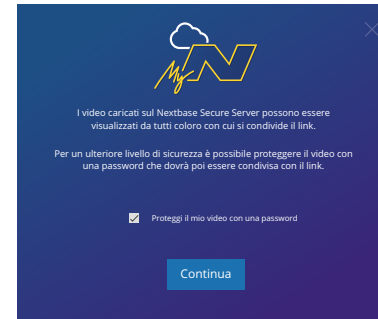 My N
I video caricati sul Nextbase Secure Server possono essere
visualizzati da tutti coloro con cui si condivide il link.
Per un ulteriore livello di sicurezza è possibile proteggere il video con
una password che dovrà poi essere condivisa con il link.
Proteggi il mio video con una password
Continua